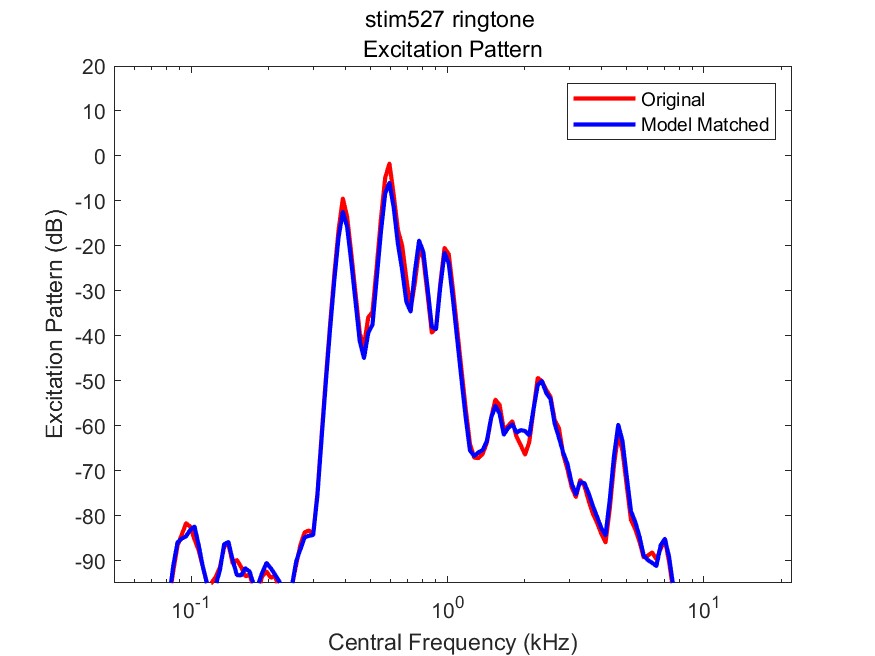 stim527 ringtone
Excitation Pattern
Original
Model Matched
20
10
0
-10
-20
-30
-40
-50
-60
-70
-80
-90
Excitation Pattern (dB)
10^-1 10^0 10^1
Central Frequency (kHz)